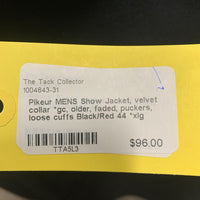 The Tack Collector
1004643-31
Pikeur MENS Show Jacket, velvet
collar *gc, older, faded, puckers,
loose cuffs Black/Red 44 *xlg
$96.00
TTA5L3